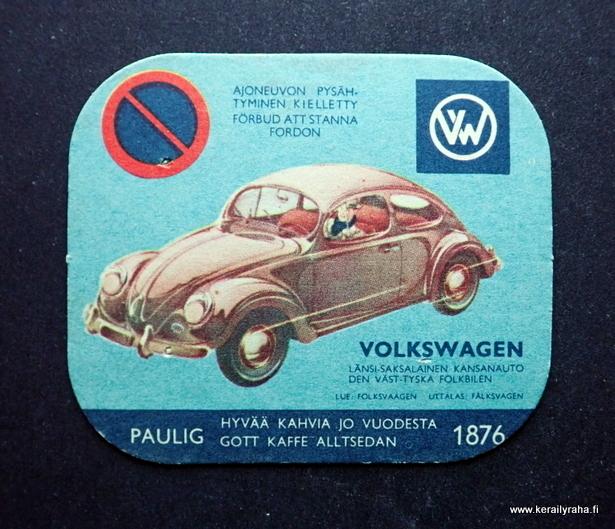 AJONEUVON PYSÄH-
TYMINEN KIELLETTY
FÖRBUD ATT STANNA
FORDON
VW
VOLKSWAGEN
LÄNSI-SAKSALAINEN KANSANAUTO
DEN VÄST-TYSKA FOLKBILEN
LUE: FOLKSVAAGEN UTTALAS: FÅLKSVAGEN
PAULIG HYVÄÄ KAHVIA JO VUODESTA 1876
GOTT KAFFE ALLTSEDAN
www.kerailyraha.fi